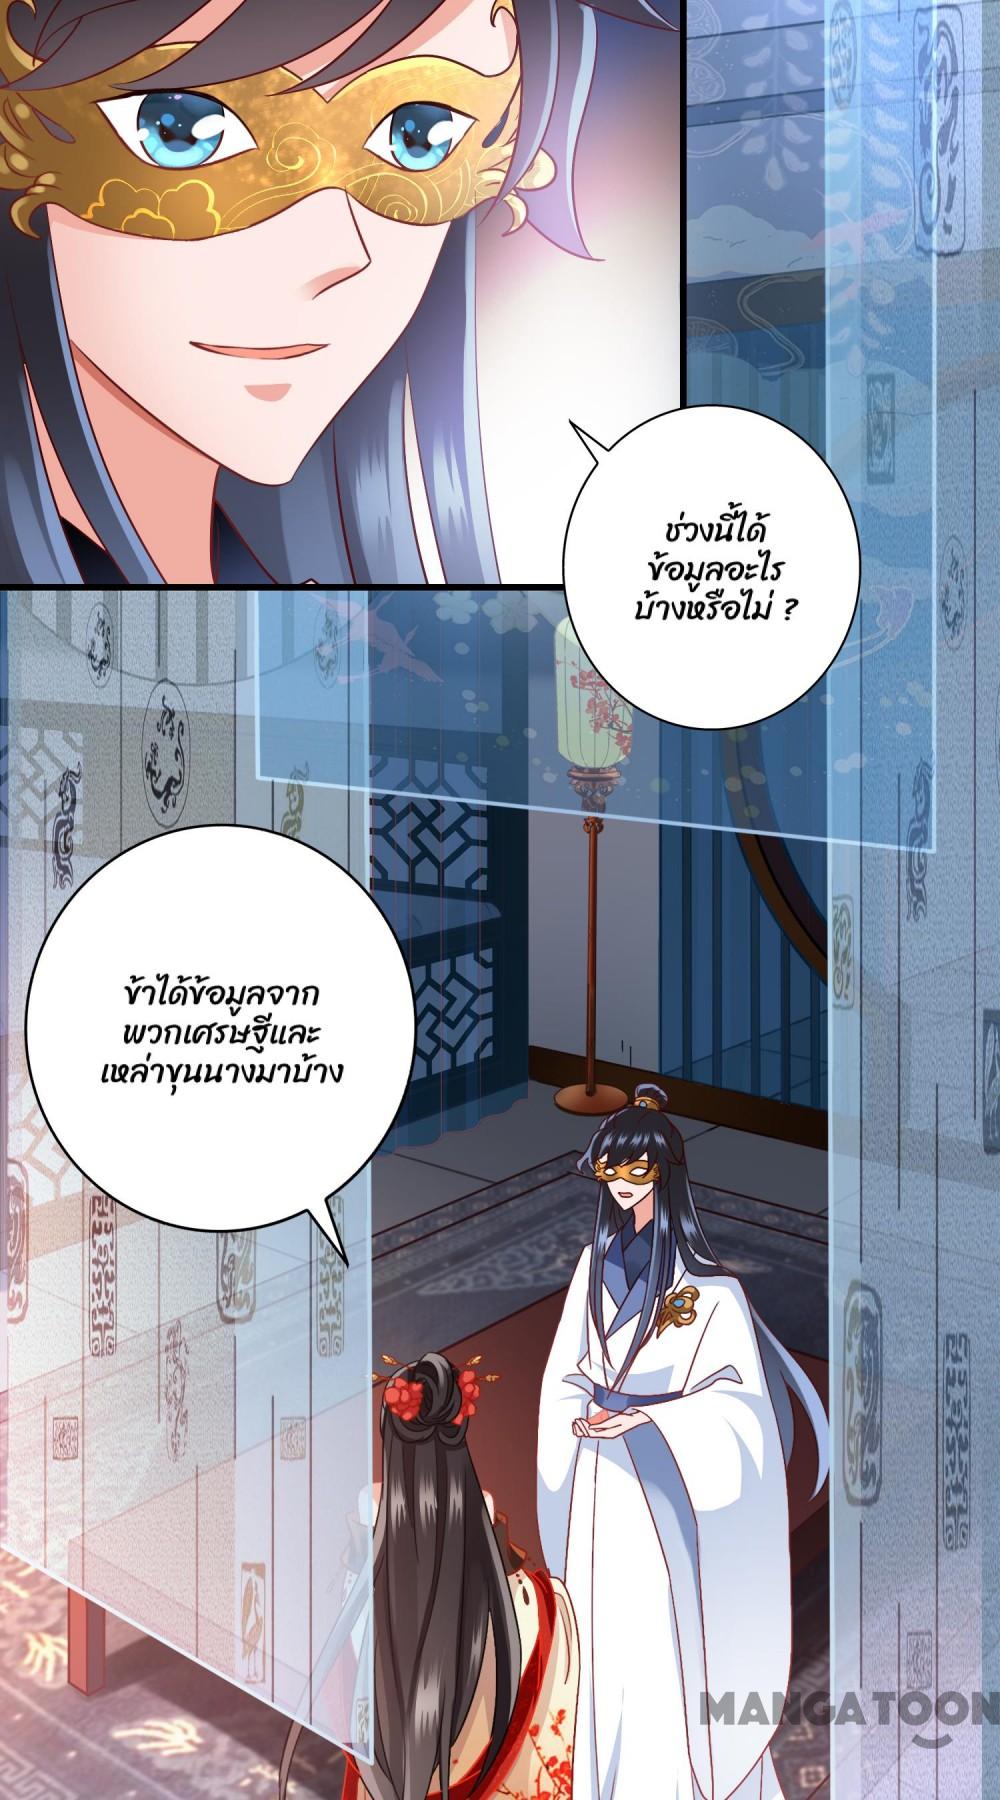 ช่วงนี้ได้
ข้อมูลอะไร
บ้างหรือไม่ ?
ข้าได้ข้อมูลจาก
พวกเศรษฐีและ
เหล่าขุนนางมาบ้าง
MANGATOON